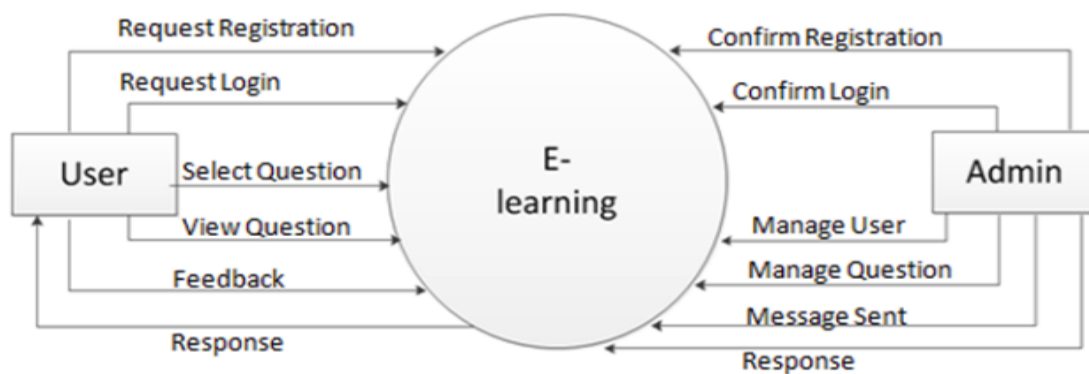 Request Registration
Request Login
User
Select Question
View Question
Feedback
Response
E-
learning
Confirm Registration
Confirm Login
Admin
Manage User
Manage Question
Message Sent
Response